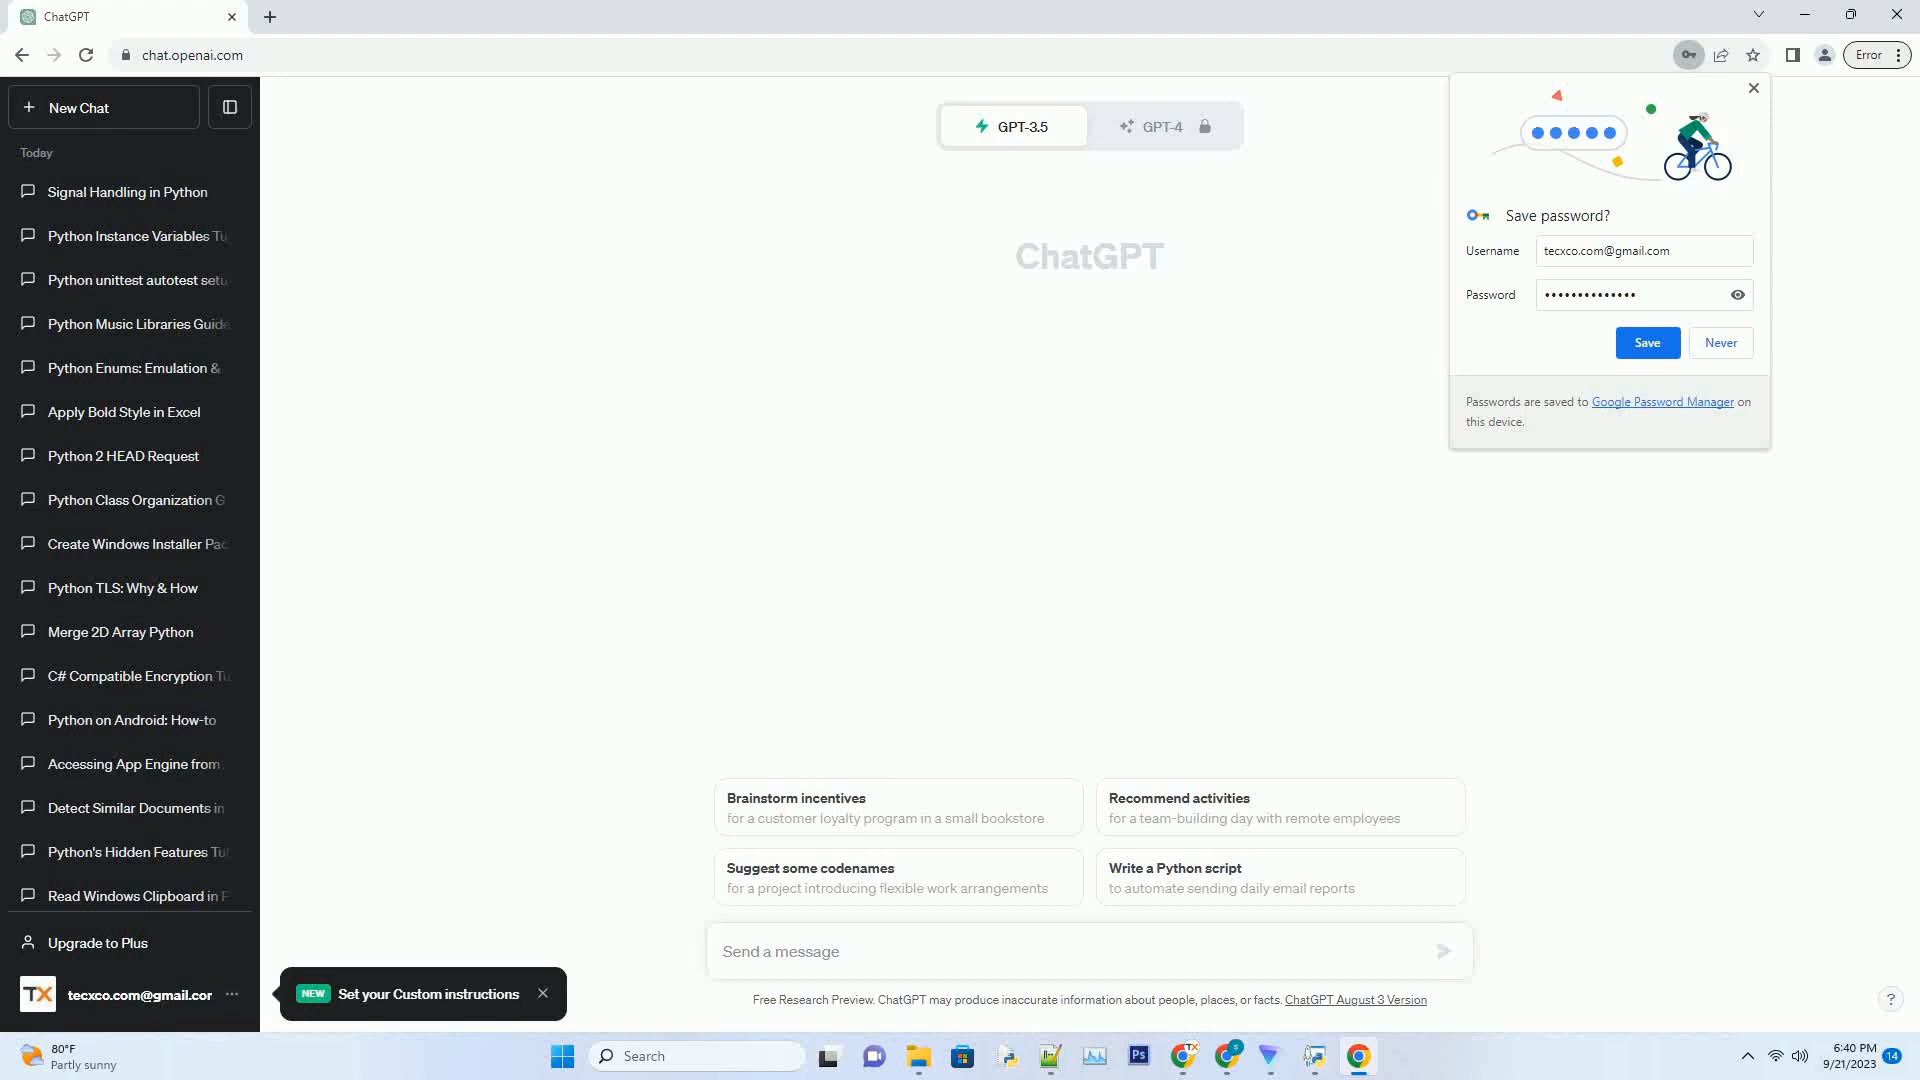 ChatGPT
chat.openai.com
Error
New Chat
Today
Signal Handling in Python
Python Instance Variables Tu
Python unittest autotest setu
Python Music Libraries Guide
Python Enums: Emulation &
Apply Bold Style in Excel
Python 2 HEAD Request
Python Class Organization G
Create Windows Installer Pac
Python TLS: Why & How
Merge 2D Array Python
C# Compatible Encryption Tu
Python on Android: How-to
Accessing App Engine from
Detect Similar Documents in
Python's Hidden Features Tut
Read Windows Clipboard in P
Upgrade to Plus
TX
tecxco.com@gmail.cor
NEW Set your Custom instructions
GPT-3.5
GPT-4
ChatGPT
Save password?
Username tecxco.com@gmail.com
Password ••••••••••••••
Save
Never
Passwords are saved to Google Password Manager on
this device.
Brainstorm incentives
for a customer loyalty program in a small bookstore
Recommend activities
for a team-building day with remote employees
Suggest some codenames
for a project introducing flexible work arrangements
Write a Python script
to automate sending daily email reports
Send a message
Free Research Preview. ChatGPT may produce inaccurate information about people, places, or facts. ChatGPT August 3 Version
?
80°F
Partly sunny
Search
Ps
TX
S
6:40 PM
9/21/2023
14